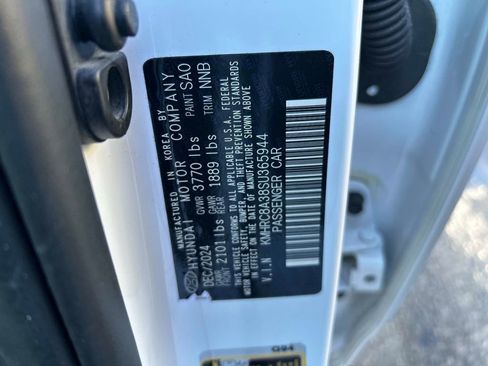 MANUFACTURED IN KOREA BY
HYUNDAI MOTOR COMPANY
DEC/2024 GVWR 3770 lbs PAINT SAO
GAWR FRONT 2101 lbs GAWR REAR 1889 lbs TRIM NNB
THIS VEHICLE CONFORMS TO ALL APPLICABLE U.S.A. FEDERAL
MOTOR VEHICLE SAFETY, BUMPER, AND THEFT PREVENTION STANDARDS
IN EFFECT ON THE DATE OF MANUFACTURE SHOWN ABOVE
V.I.N KMHRC8A38SU365944
PASSENGER CAR